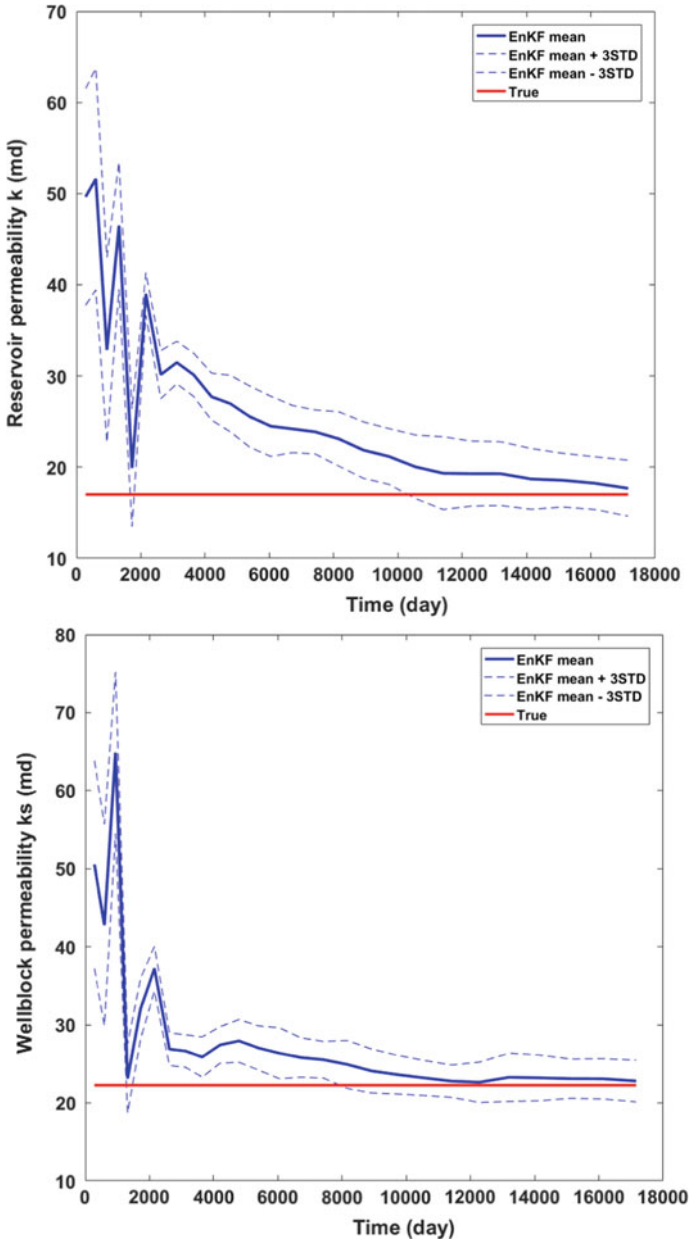 70
60
50
40
30
20
10
Reservoir permeability k (md)
EnKF mean
EnKF mean + 3STD
EnKF mean - 3STD
True
0 2000 4000 6000 8000 10000 12000 14000 16000 18000
Time (day)
80
70
60
50
40
30
20
10
Wellblock permeability ks (md)
EnKF mean
EnKF mean + 3STD
EnKF mean - 3STD
True
0 2000 4000 6000 8000 10000 12000 14000 16000 18000
Time (day)